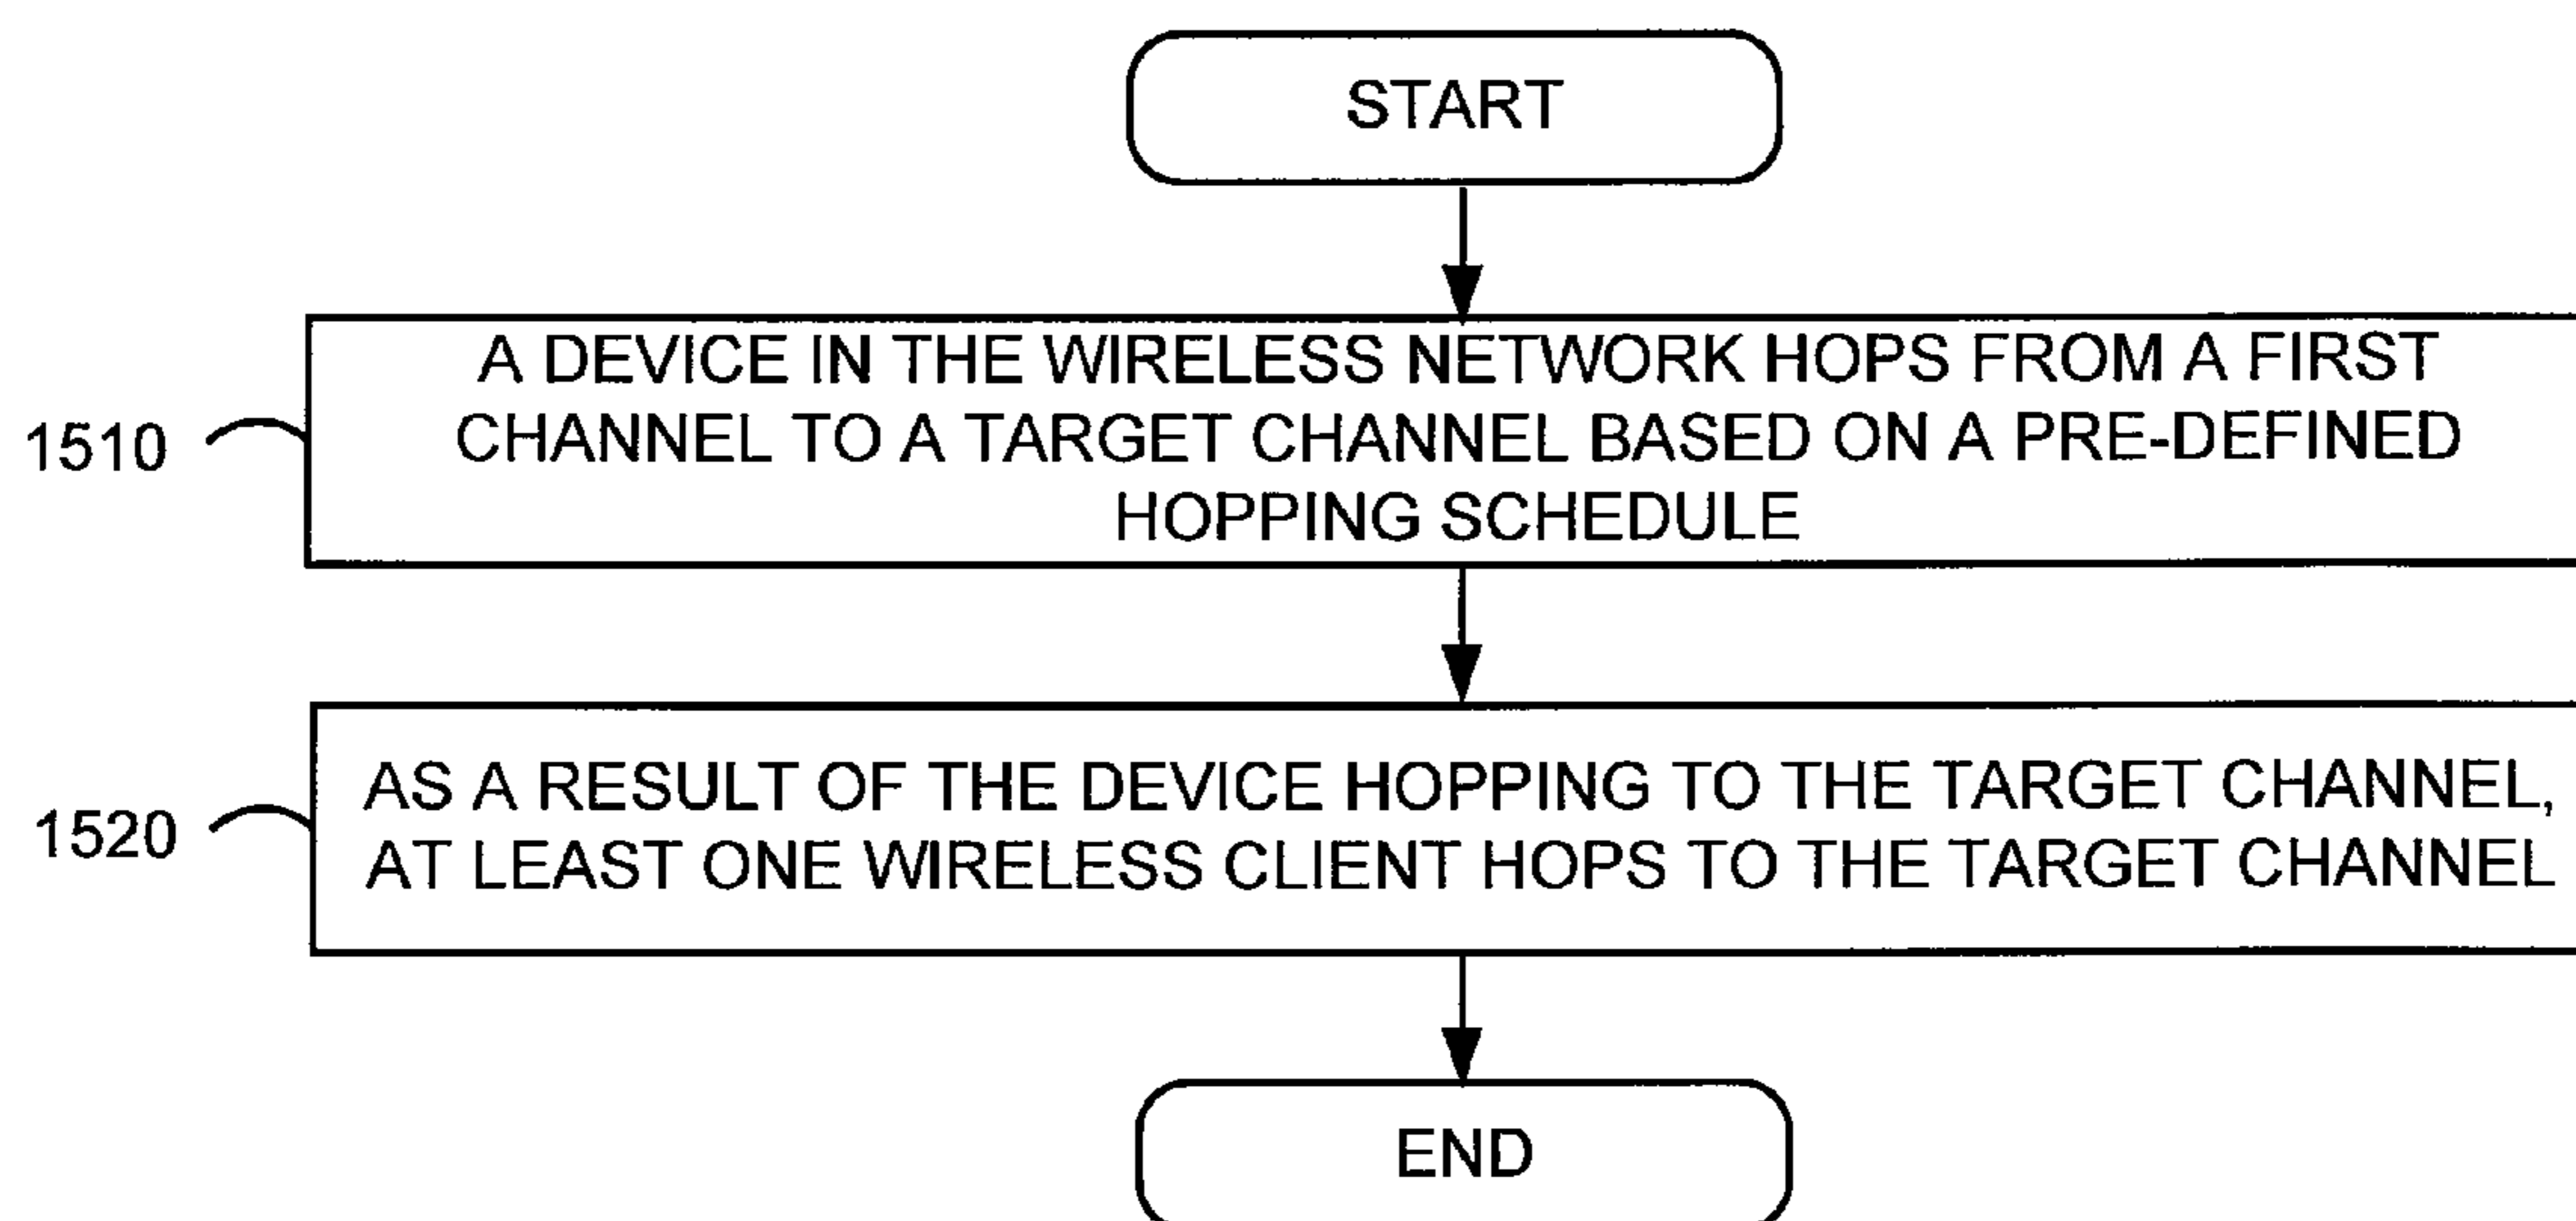 START
1510
A DEVICE IN THE WIRELESS NETWORK HOPS FROM A FIRST
CHANNEL TO A TARGET CHANNEL BASED ON A PRE-DEFINED
HOPPING SCHEDULE
1520
AS A RESULT OF THE DEVICE HOPPING TO THE TARGET CHANNEL,
AT LEAST ONE WIRELESS CLIENT HOPS TO THE TARGET CHANNEL
END